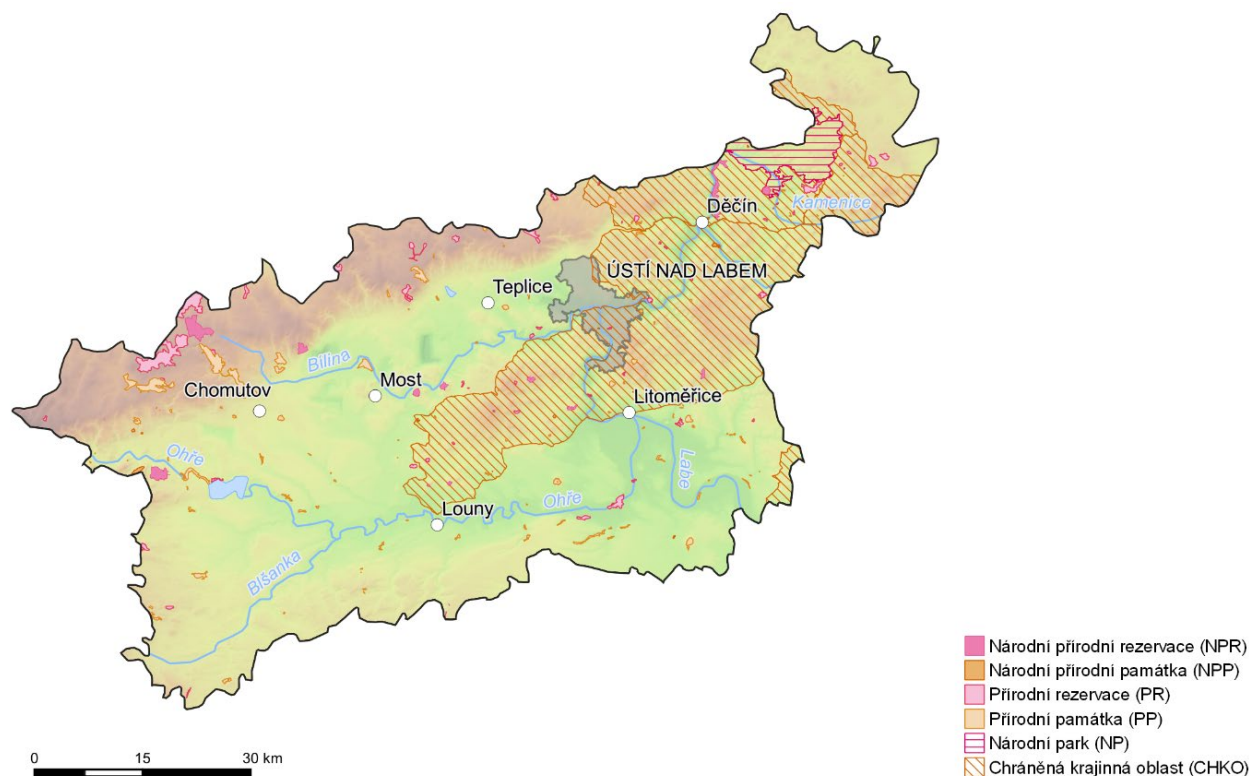 Děčín
Kamenice
ÚSTÍ NAD LABEM
Teplice
Bílina
Most
Chomutov
Litoměřice
Ohře
Labe
Ohře
Louny
Blšanka
Národní přírodní rezervace (NPR)
Národní přírodní památka (NPP)
Přírodní rezervace (PR)
Přírodní památka (PP)
Národní park (NP)
Chráněná krajinná oblast (CHKO)
0 15 30 km